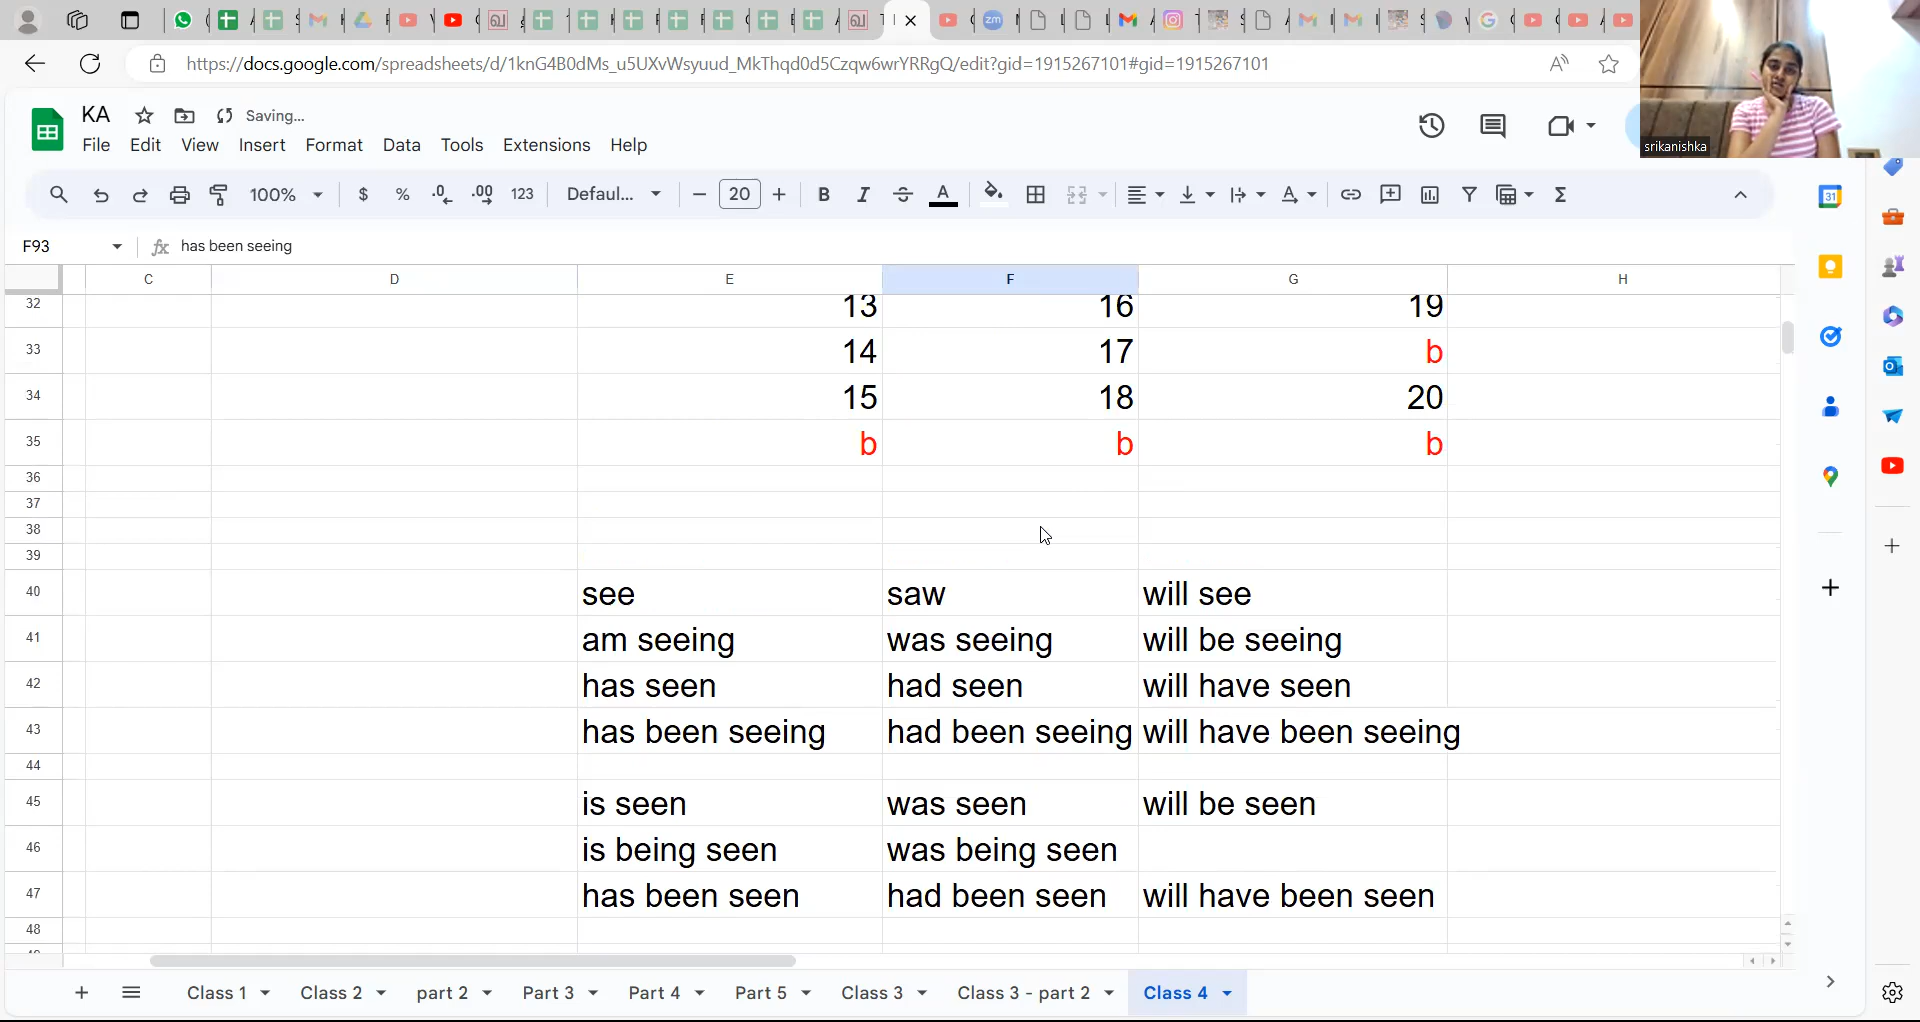 https://docs.google.com/spreadsheets/d/1knG4B0dMs_u5UXvWsyuud_MkThqd0d5Czqw6wrYRRgQ/edit?gid=1915267101#gid=1915267101
srikanishka
KA Saving...
File Edit View Insert Format Data Tools Extensions Help
100% $ % .0 .00 123 Defaul... 20 B I A
F93 fx has been seeing
C D E F G H
32 13 16 19
33 14 17 b
34 15 18 20
35 b b b
36
37
38
39
40 see saw will see
41 am seeing was seeing will be seeing
42 has seen had seen will have seen
43 has been seeing had been seeing will have been seeing
44
45 is seen was seen will be seen
46 is being seen was being seen
47 has been seen had been seen will have been seen
48
Class 1 Class 2 part 2 Part 3 Part 4 Part 5 Class 3 Class 3 - part 2 Class 4